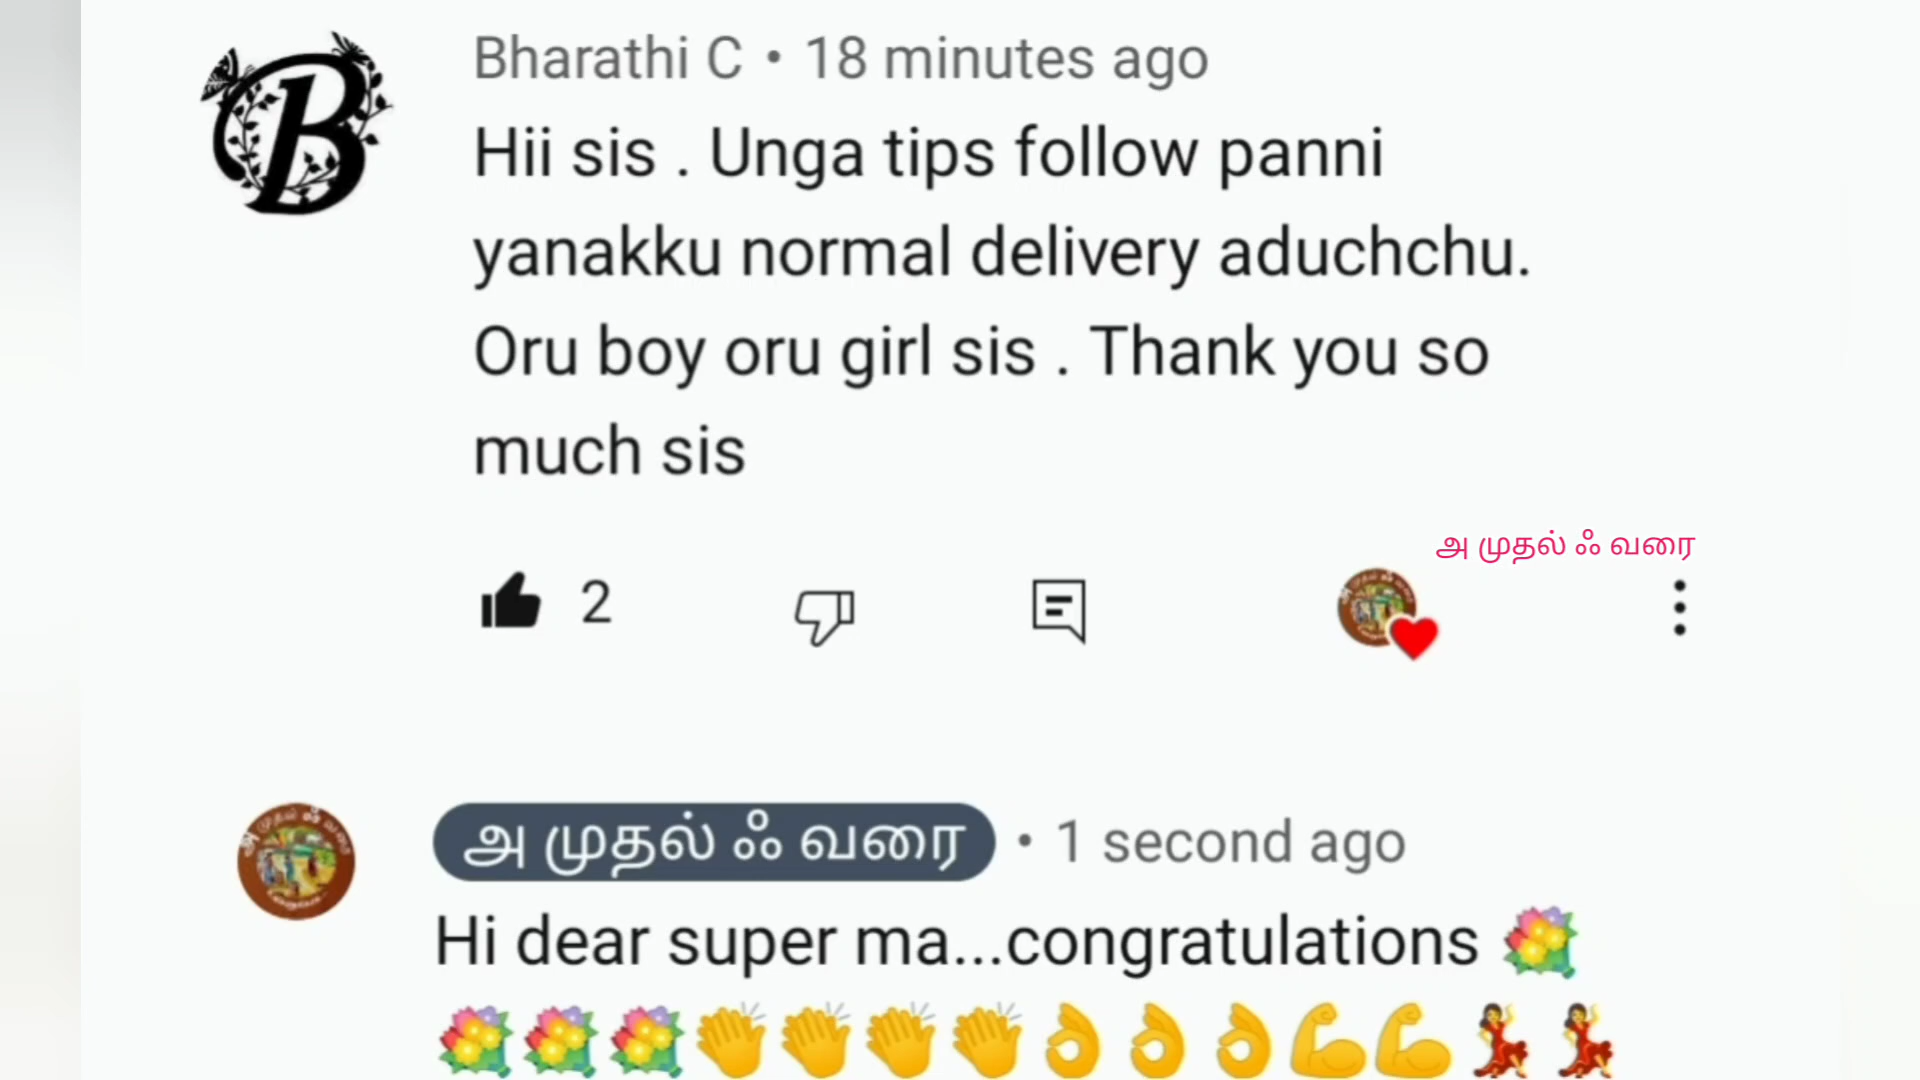 Bharathi C • 18 minutes ago
Hii sis . Unga tips follow panni
yanakku normal delivery aduchchu.
Oru boy oru girl sis . Thank you so
much sis
அ முதல் ஃ வரை
2
அ முதல் ஃ வரை • 1 second ago
Hi dear super ma...congratulations 💐
💐💐💐👏👏👏👏👌👌👌💪💪💃💃